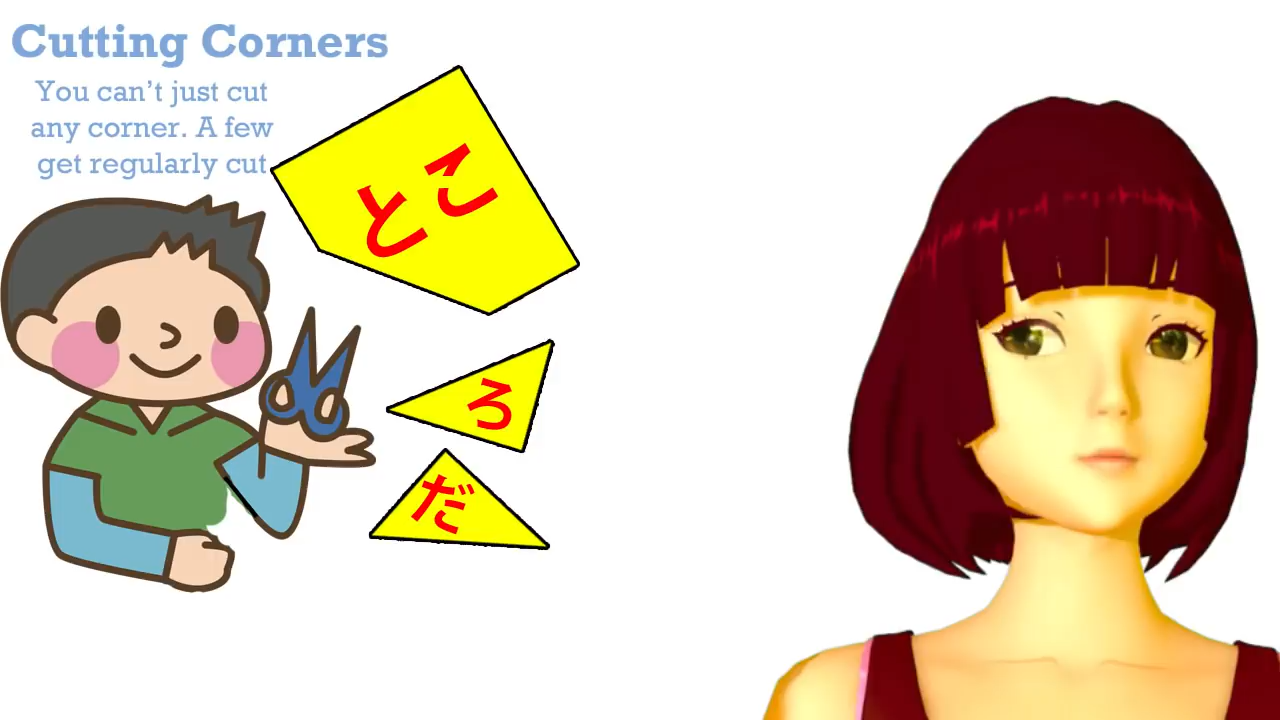 Cutting Corners
You can’t just cut
any corner. A few
get regularly cut
とこ
ろ
だ